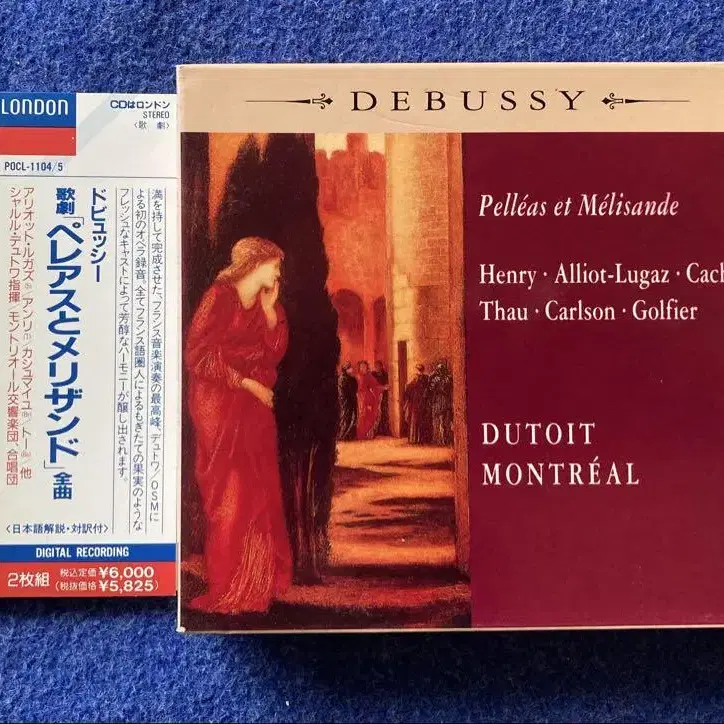 LONDON
CDはロンドン
STEREO
〈歌 劇〉
POCL-1104/5
ドビュッシー
歌劇「ペレアスとメリザンド」全曲
アリオット・ルガズ(S)/アンリ(T)/カシュマイユ(Br)/トー(Bs)/他
シャルル・デュトワ指揮/モントリオール交響楽団、合唱団
満を持して完成させた、フランス音楽演奏の最高峰、デュトワ/OSMに
よる初のオペラ録音。全てフランス語圏人によるもぎたての果実のような
フレッシュなキャストによって芳醇なハーモニーが醸し出されます。
〈日本語解説・対訳付〉
DIGITAL RECORDING
2枚組
税込定価 ¥6,000
(税抜価格 ¥5,825)
DEBUSSY
Pelléas et Mélisande
Henry · Alliot-Lugaz · Cach
Thau · Carlson · Golfier
DUTOIT
MONTRÉAL